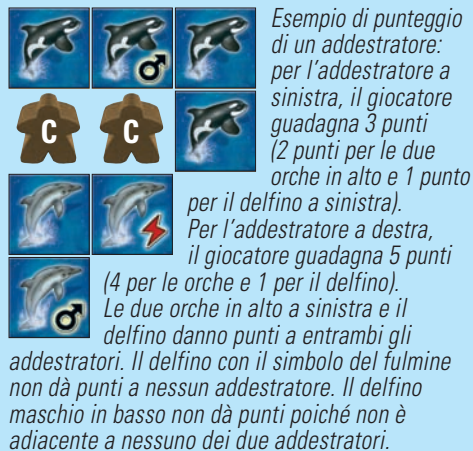 Esempio di punteggio
di un addestratore:
per l'addestratore a
sinistra, il giocatore
guadagna 3 punti
(2 punti per le due
orche in alto e 1 punto
per il delfino a sinistra).
Per l'addestratore a destra,
il giocatore guadagna 5 punti
(4 per le orche e 1 per il delfino).
Le due orche in alto a sinistra e il
delfino danno punti a entrambi gli
addestratori. Il delfino con il simbolo del fulmine
non dà punti a nessun addestratore. Il delfino
maschio in basso non dà punti poiché non è
adiacente a nessuno dei due addestratori.
C C